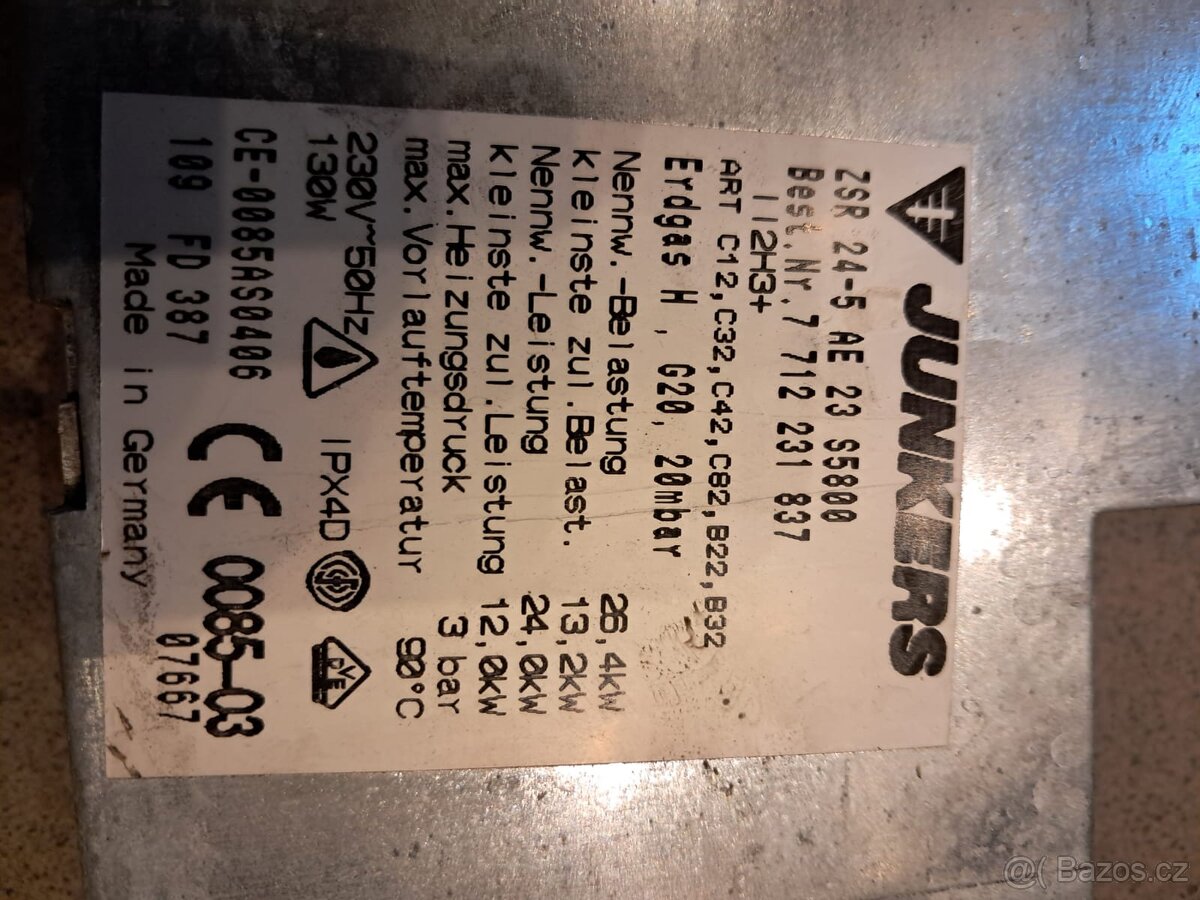 JUNKERS
ZSR 24-5 AE 23 S5800
Best.Nr.7 712 231 837
II2H3+
ART C12,C32,C42,C82,B22,B32
Erdgas H , G20, 20mbar
Nennw.-Belastung 26,4kW
kleinste zul.Belast. 13,2kW
Nennw.-Leistung 24,0kW
kleinste zul.Leistung 12,0kW
max.Heizungsdruck 3 bar
max.Vorlauftemperatur 90°C
230V~50Hz IPX4D DVE
130W
CE-0085AS0406 CE 0085-03
109 FD 387 07667
Made in Germany
@( Bazos.cz